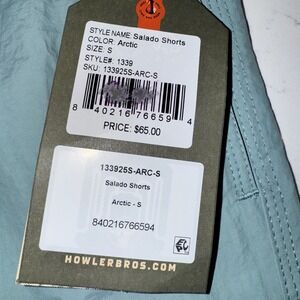 STYLE NAME: Salado Shorts
COLOR: Arctic
SIZE: S
STYLE#: 1339
SKU: 133925S-ARC-S
8 40216 76659 4
PRICE: $65.00
133925S-ARC-S
Salado Shorts
Arctic - S
840216766594
HOWLERBROS.COM